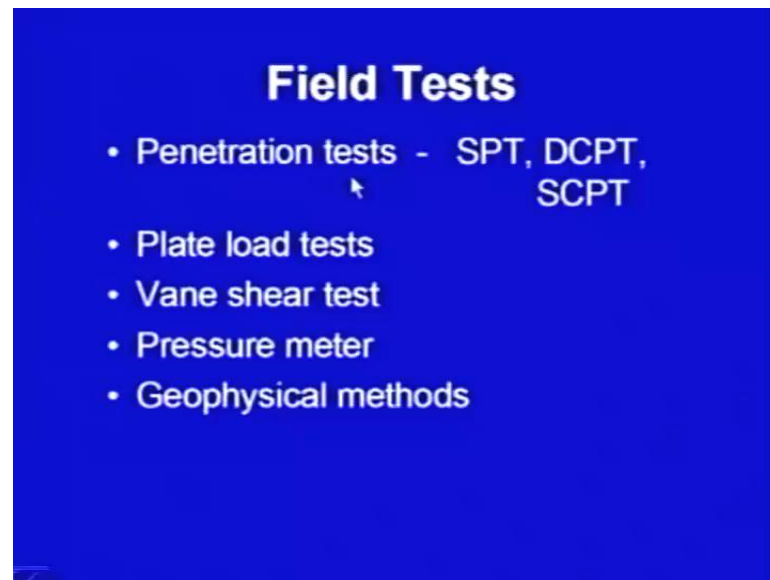 Field Tests
• Penetration tests - SPT, DCPT,
SCPT
• Plate load tests
• Vane shear test
• Pressure meter
• Geophysical methods